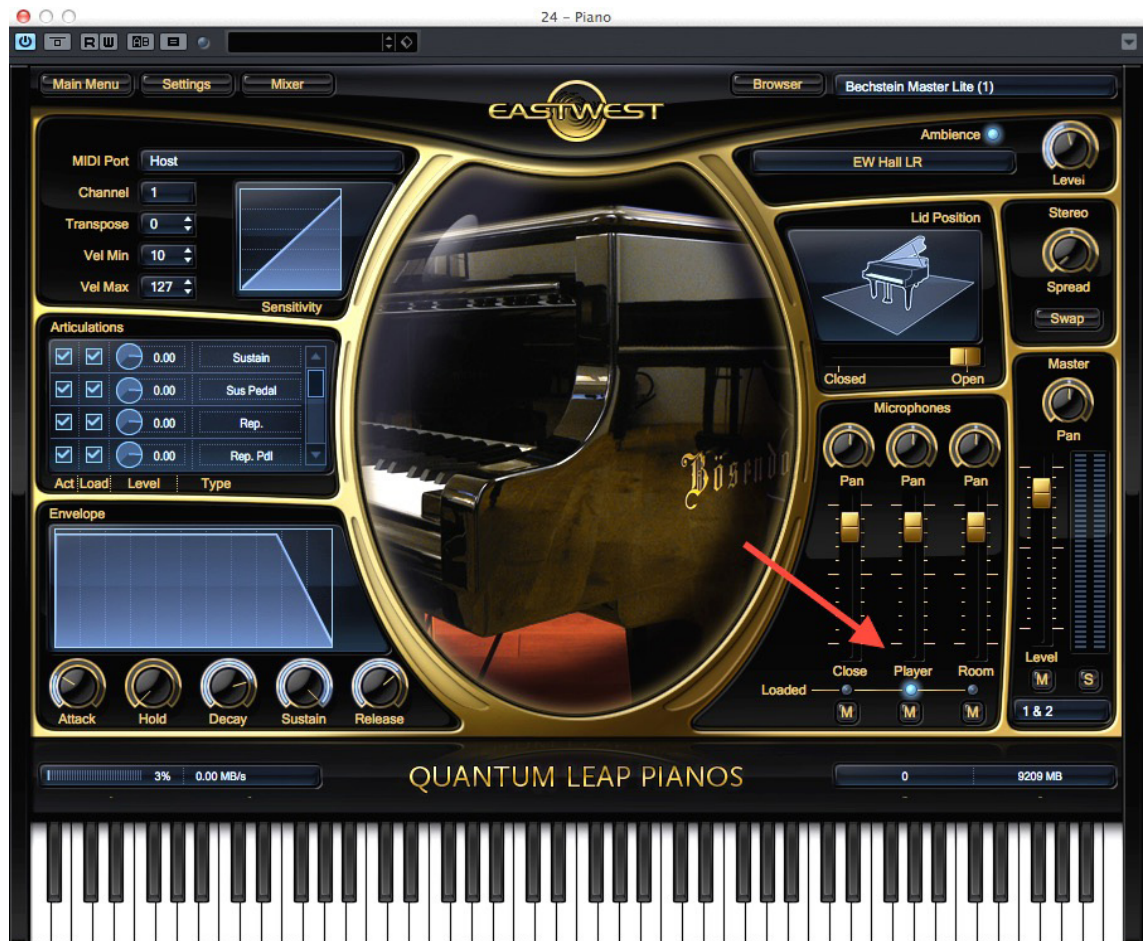 24 – Piano
R W AB E
Main Menu Settings Mixer
EASTWEST
Browser Bechstein Master Lite (1)
MIDI Port Host
Channel 1
Transpose 0
Vel Min 10
Vel Max 127
Sensitivity
Ambience
EW Hall LR
Level
Lid Position
Closed Open
Stereo
Spread
Swap
Articulations
0.00 Sustain
0.00 Sus Pedal
0.00 Rep.
0.00 Rep. Pdl
Act Load Level Type
Envelope
Attack Hold Decay Sustain Release
Microphones
Pan Pan Pan
Close Player Room
Loaded
M M M
Master
Pan
Level
M S
1 & 2
3% 0.00 MB/s
QUANTUM LEAP PIANOS
0 9209 MB